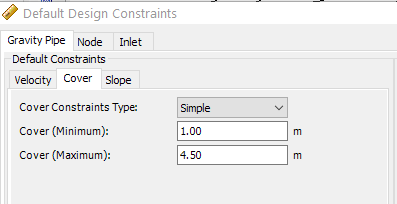 Default Design Constraints
Gravity Pipe Node Inlet
Default Constraints
Velocity Cover Slope
Cover Constraints Type: Simple
Cover (Minimum): 1.00 m
Cover (Maximum): 4.50 m